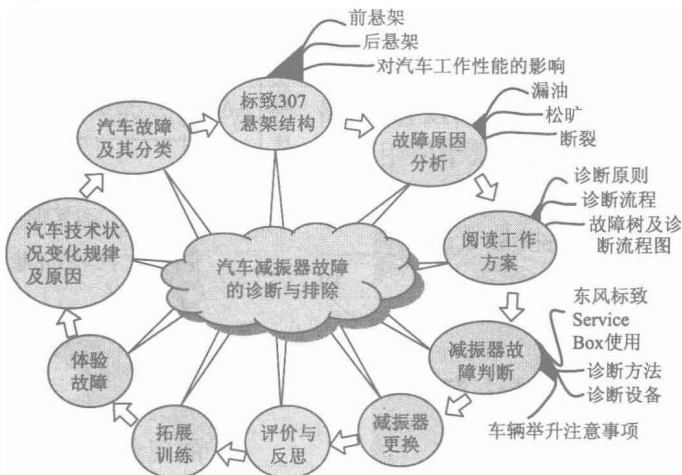 前悬架
后悬架
对汽车工作性能的影响
标致307
悬架结构
漏油
松旷
断裂
故障原因
分析
诊断原则
诊断流程
故障树及诊
断流程图
阅读工作
方案
东风标致
Service
Box使用
诊断方法
诊断设备
车辆举升注意事项
减振器故
障判断
减振器
更换
评价与
反思
拓展
训练
体验
故障
汽车技术状
况变化规律
及原因
汽车故障
及其分类
汽车减振器故障
的诊断与排除